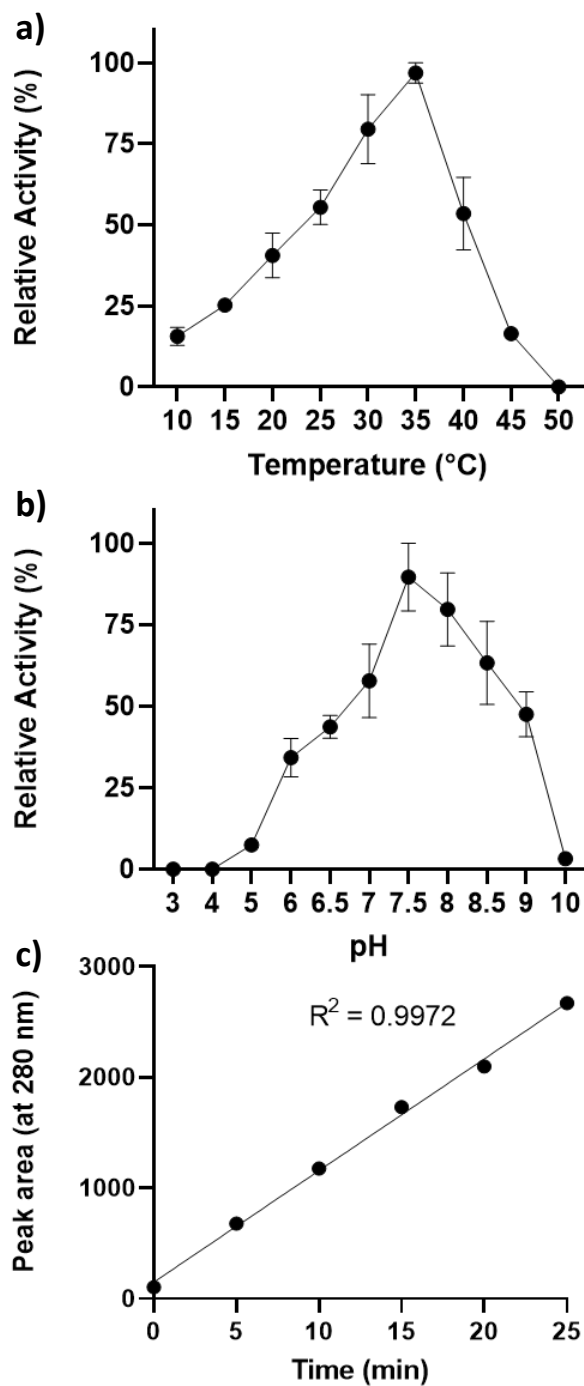 a)
Relative Activity (%)
100
75
50
25
0
10 15 20 25 30 35 40 45 50
Temperature (°C)
b)
Relative Activity (%)
100
75
50
25
0
3 4 5 6 6.5 7 7.5 8 8.5 9 10
pH
c)
Peak area (at 280 nm)
3000
2000
1000
0
R² = 0.9972
0 5 10 15 20 25
Time (min)